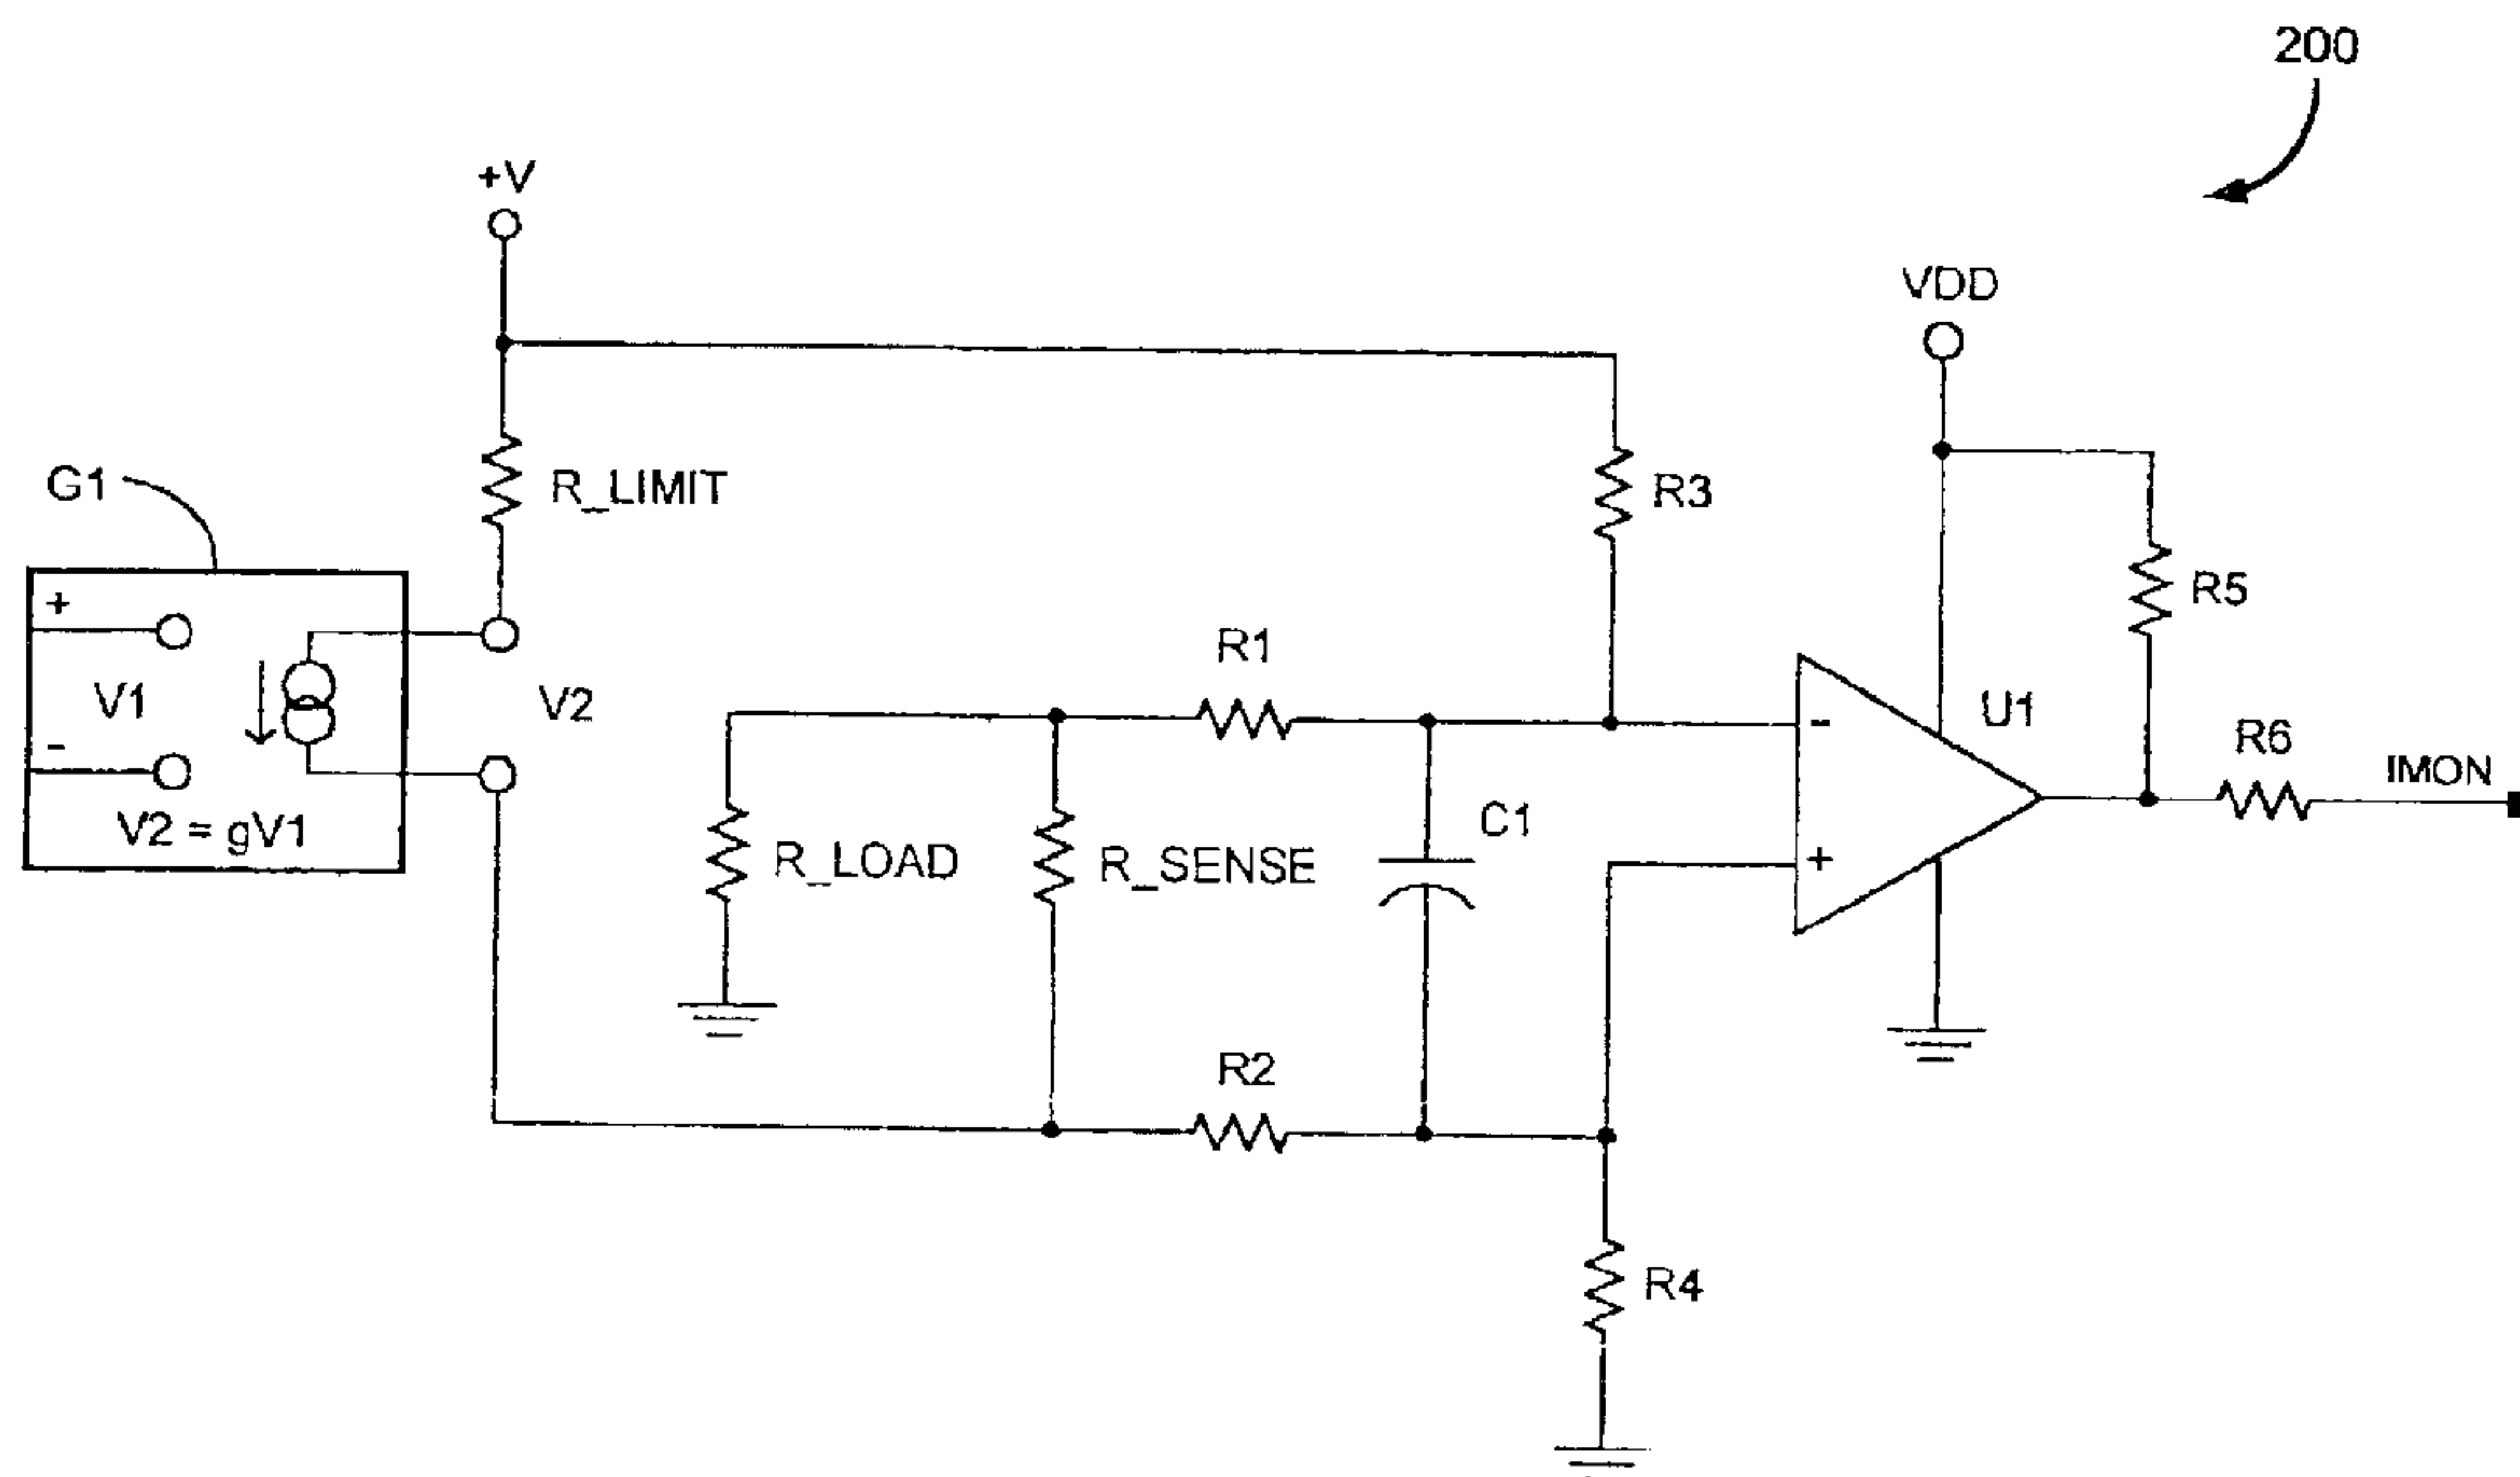 200
+V
VDD
G1
R_LIMIT
R3
R5
+
V1
-
V2 = gV1
V2
R1
-
U1
R6
IMON
R_LOAD
R_SENSE
C1
+
R2
R4